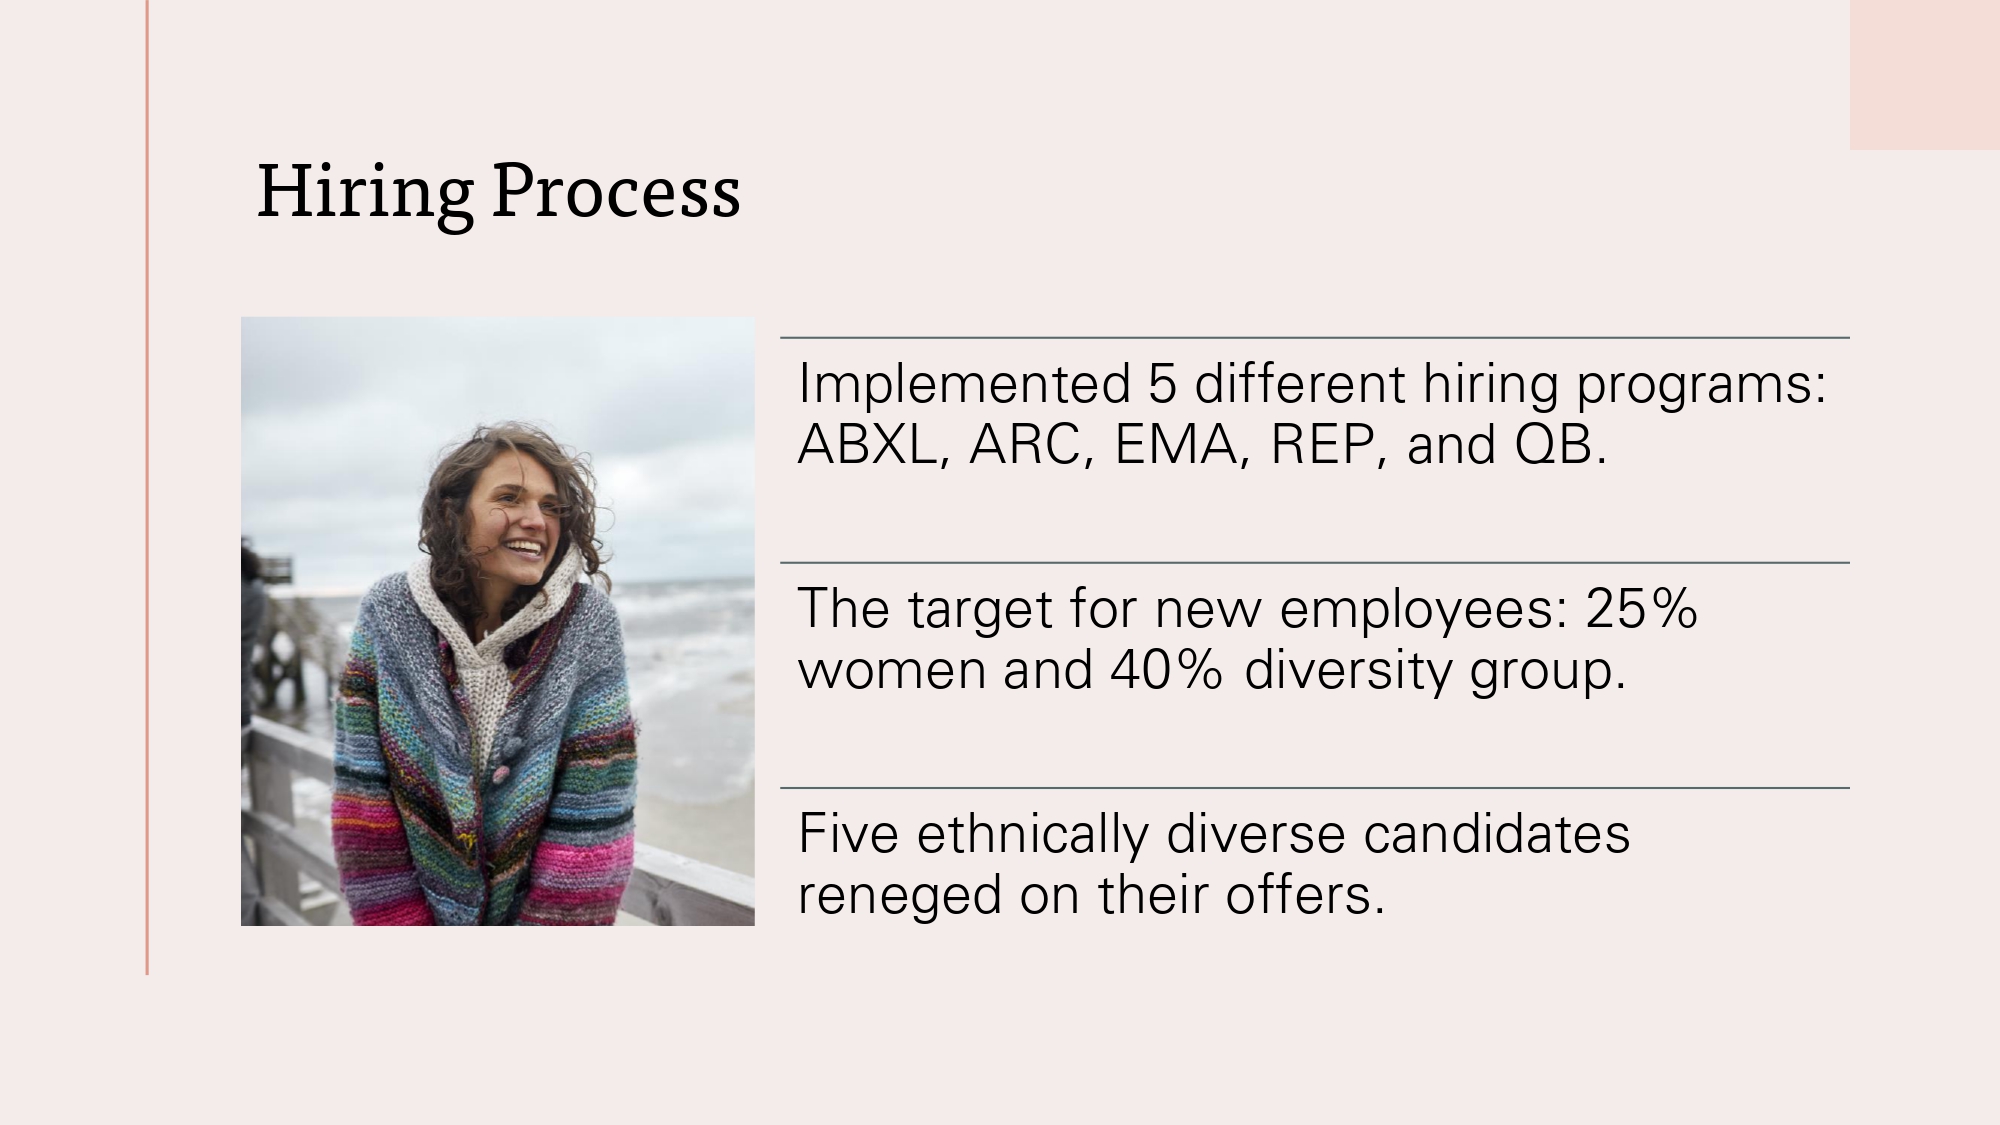 Hiring Process
Implemented 5 different hiring programs:
ABXL, ARC, EMA, REP, and QB.
The target for new employees: 25%
women and 40% diversity group.
Five ethnically diverse candidates
reneged on their offers.